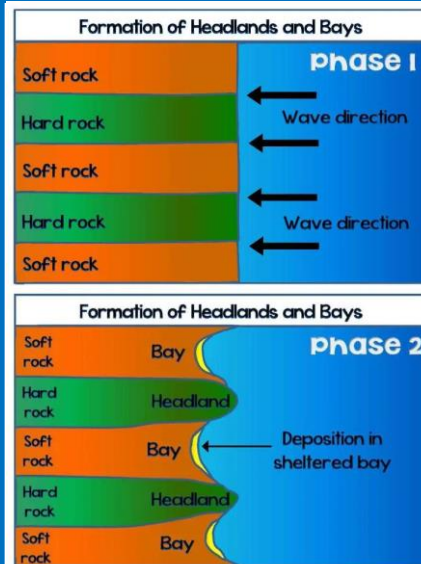 Formation of Headlands and Bays
Phase 1
Soft rock
Hard rock
Wave direction
Soft rock
Hard rock
Wave direction
Soft rock
Formation of Headlands and Bays
Phase 2
Soft
rock
Bay
Hard
rock
Headland
Soft
rock
Bay
Deposition in
sheltered bay
Hard
rock
Headland
Soft
rock
Bay